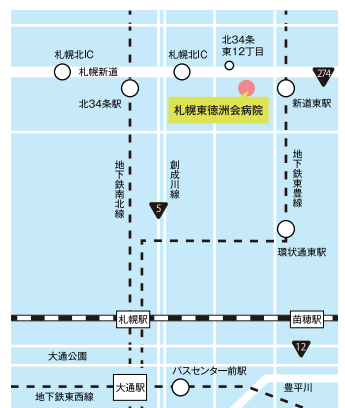 北34条
東12丁目
札幌北IC
札幌北IC
札幌新道
274
北34条駅
新道東駅
札幌東徳洲会病院
地下鉄南北線
創成川線
地下鉄東豊線
5
環状通東駅
札幌駅
苗穂駅
12
大通公園
バスセンター前駅
大通駅
地下鉄東西線
豊平川